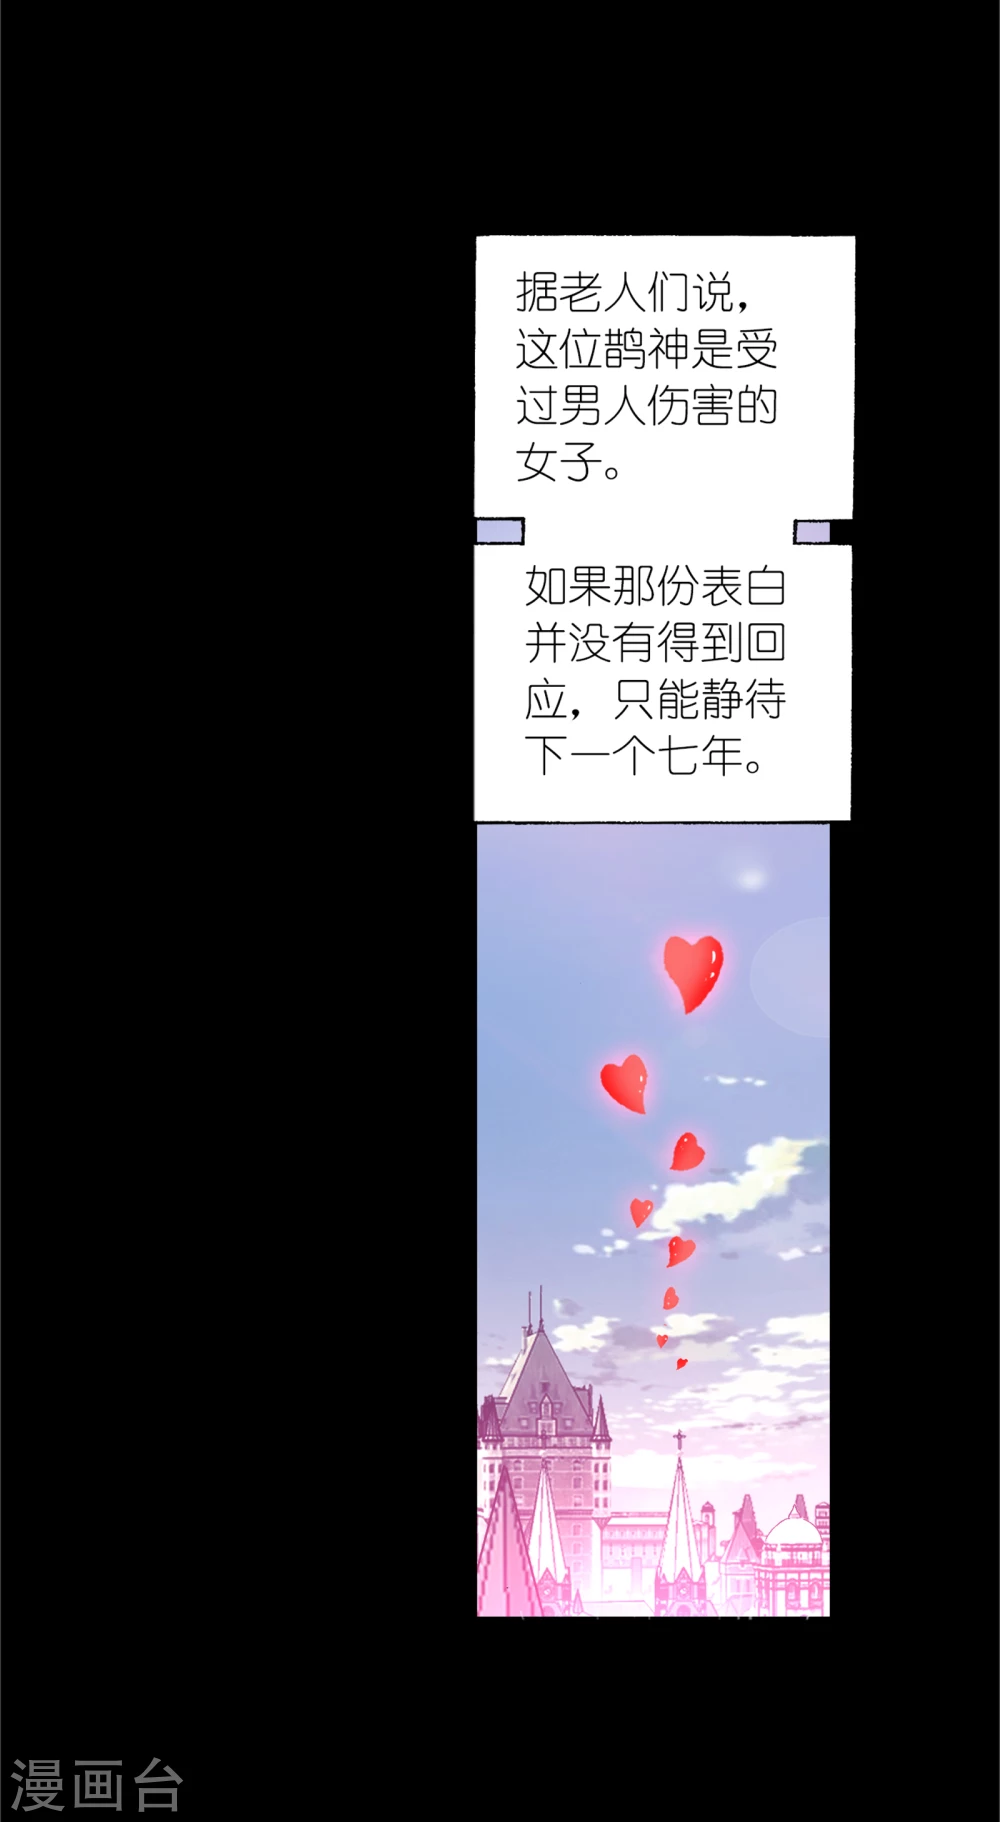 据老人们说，
这位鹊神是受
过男人伤害的
女子。
如果那份表白
并没有得到回
应，只能静待
下一个七年。
漫画台